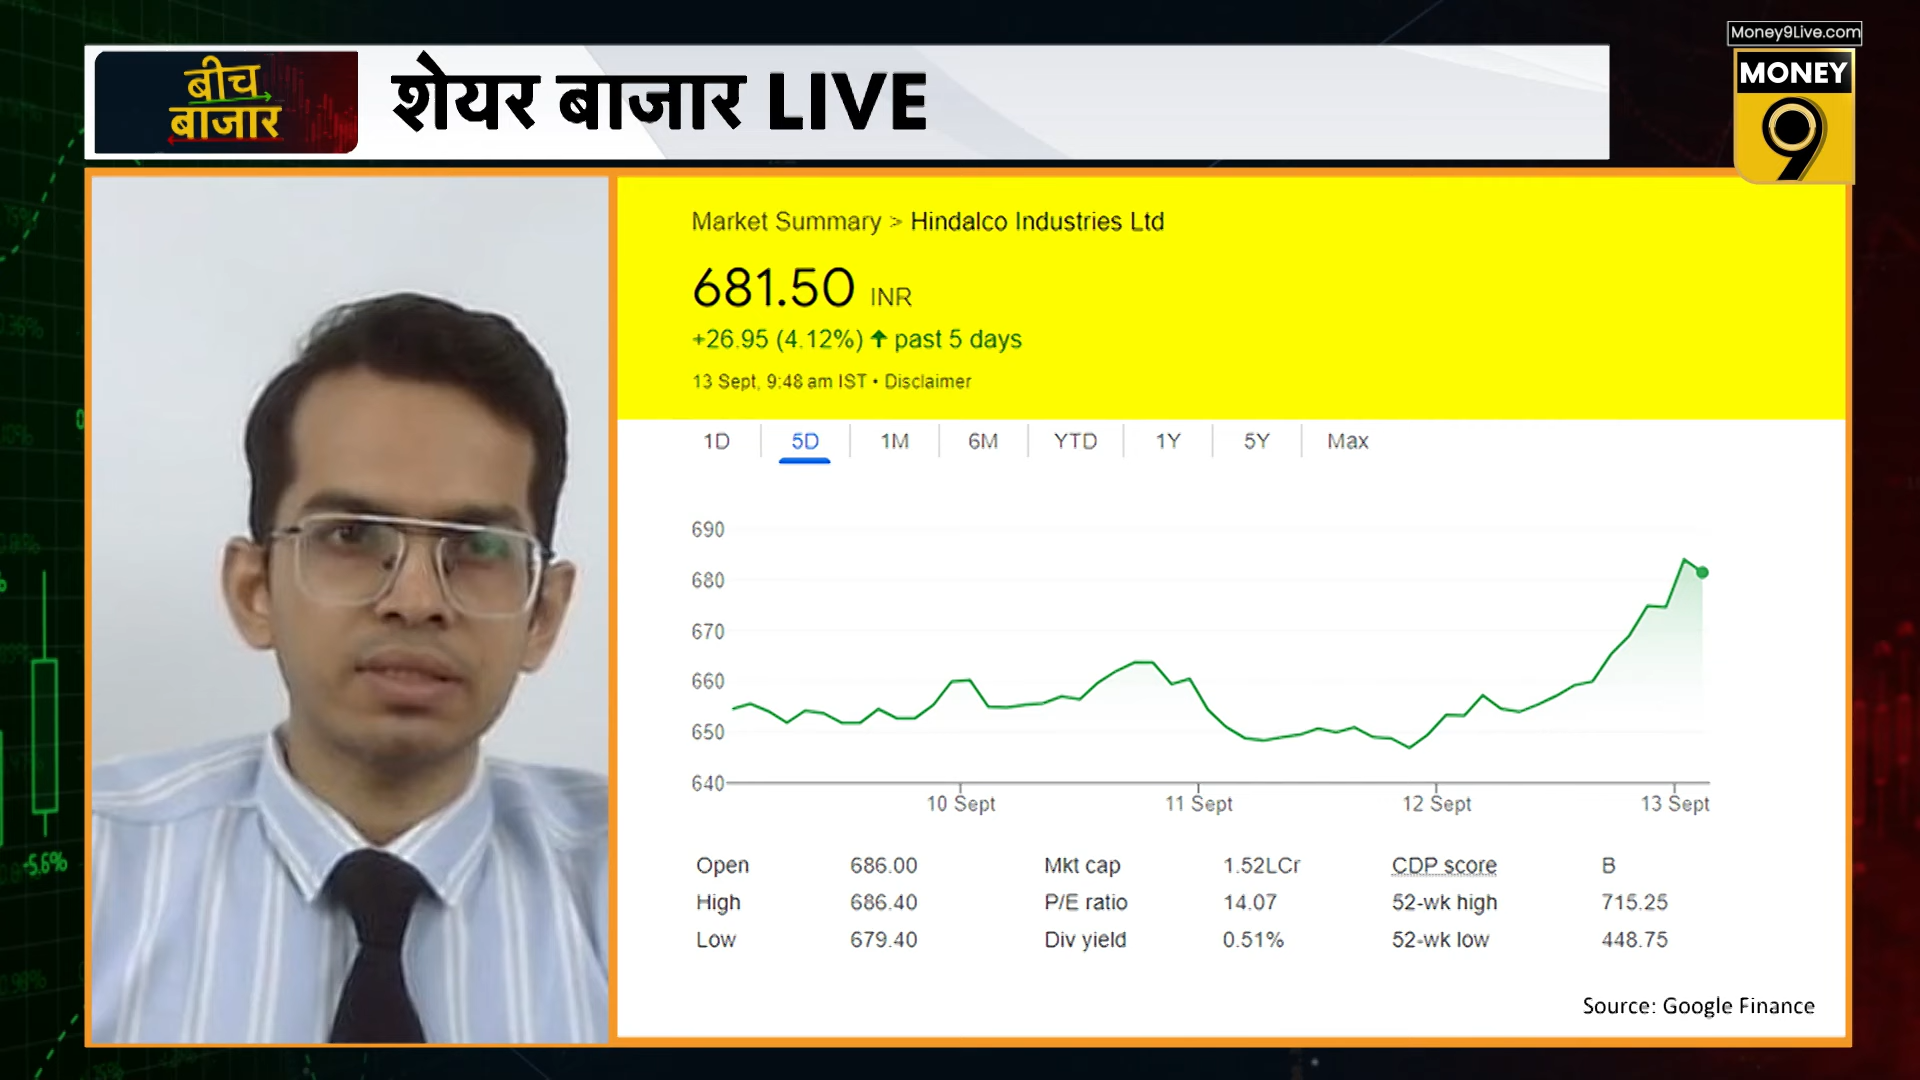 Money9Live.com
MONEY
9
बीच
बाजार
शेयर बाजार LIVE
Market Summary > Hindalco Industries Ltd
681.50 INR
+26.95 (4.12%) ↑ past 5 days
13 Sept, 9:48 am IST • Disclaimer
1D 5D 1M 6M YTD 1Y 5Y Max
690
680
670
660
650
640
10 Sept 11 Sept 12 Sept 13 Sept
Open 686.00 Mkt cap 1.52LCr CDP score B
High 686.40 P/E ratio 14.07 52-wk high 715.25
Low 679.40 Div yield 0.51% 52-wk low 448.75
Source: Google Finance
-5.6%